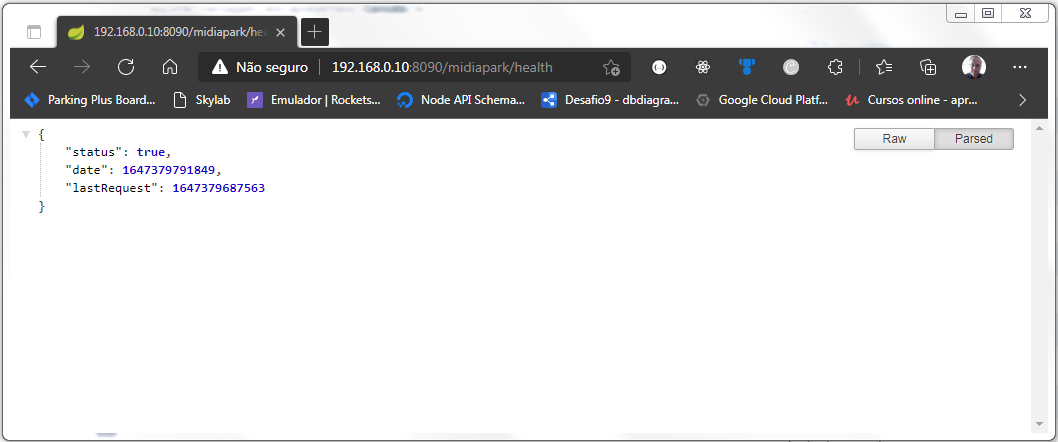 192.168.0.10:8090/midiapark/hea
Não seguro
192.168.0.10:8090/midiapark/health
Parking Plus Board... Skylab Emulador | Rockets... Node API Schema... Desafio9 - dbdiagra... Google Cloud Platf... Cursos online - apr...
Raw Parsed
{
"status": true,
"date": 1647379791849,
"lastRequest": 1647379687563
}